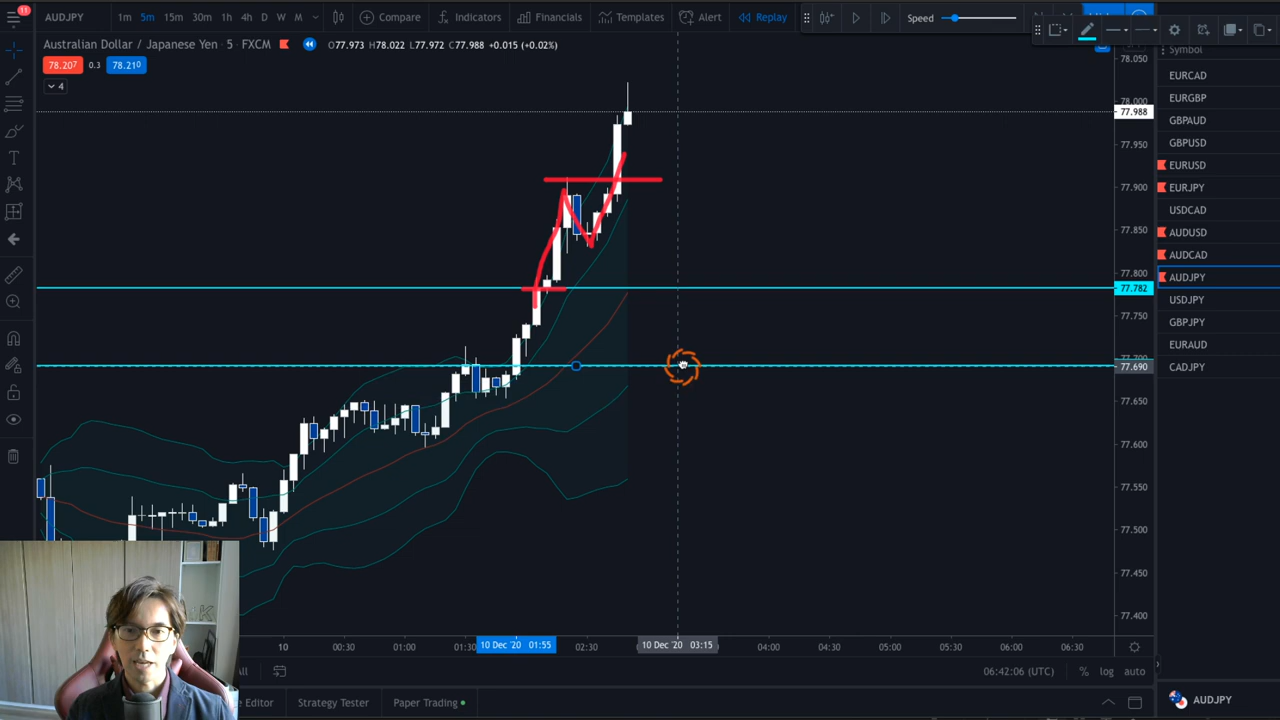 11
AUDJPY
1m 5m 15m 30m 1h 4h D W M
Compare
Indicators
Financials
Templates
Alert
Replay
Speed
Australian Dollar / Japanese Yen · 5 · FXCM
O77.973 H78.022 L77.972 C77.988 +0.015 (+0.02%)
78.207 0.3 78.210
4
78.050
78.000
77.988
77.950
77.900
77.850
77.800
77.782
77.750
77.690
77.650
77.600
77.550
77.500
77.450
77.400
Symbol
EURCAD
EURGBP
GBPAUD
GBPUSD
EURUSD
EURJPY
USDCAD
AUDUSD
AUDCAD
AUDJPY
USDJPY
GBPJPY
EURAUD
CADJPY
10 00:30 01:00 01:30 10 Dec '20 01:55 02:30 10 Dec '20 03:15 04:00 04:30 05:00 05:30 06:00 06:30
All
06:42:06 (UTC) % log auto
Editor Strategy Tester Paper Trading
AUDJPY